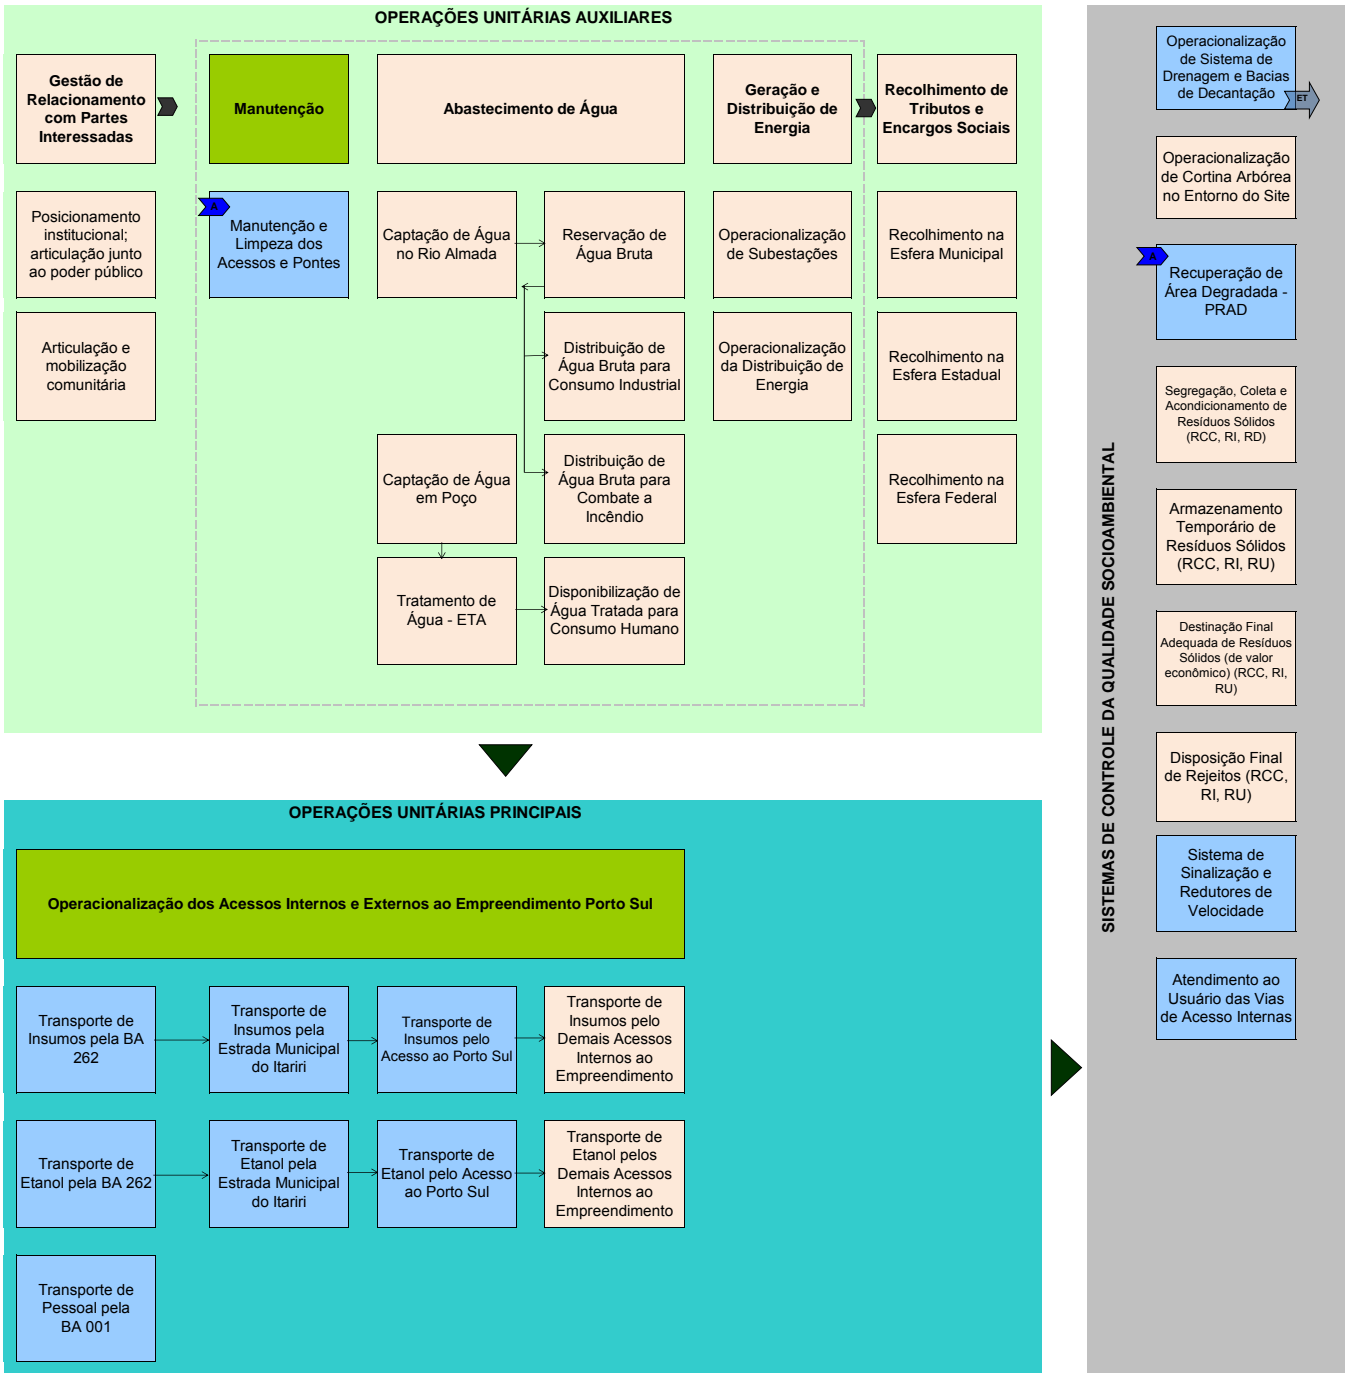 OPERAÇÕES UNITÁRIAS AUXILIARES
Gestão de
Relacionamento
com Partes
Interessadas
Manutenção
Abastecimento de Água
Geração e
Distribuição de
Energia
Recolhimento de
Tributos e
Encargos Sociais
Posicionamento
institucional;
articulação junto
ao poder público
A
Manutenção e
Limpeza dos
Acessos e Pontes
Captação de Água
no Rio Almada
Reservação de
Água Bruta
Operacionalização
de Subestações
Recolhimento na
Esfera Municipal
Articulação e
mobilização
comunitária
Distribuição de
Água Bruta para
Consumo Industrial
Operacionalização
da Distribuição de
Energia
Recolhimento na
Esfera Estadual
Captação de Água
em Poço
Distribuição de
Água Bruta para
Combate a
Incêndio
Recolhimento na
Esfera Federal
Tratamento de
Água - ETA
Disponibilização de
Água Tratada para
Consumo Humano
OPERAÇÕES UNITÁRIAS PRINCIPAIS
Operacionalização dos Acessos Internos e Externos ao Empreendimento Porto Sul
Transporte de
Insumos pela BA
262
Transporte de
Insumos pela
Estrada Municipal
do Itariri
Transporte de
Insumos pelo
Acesso ao Porto Sul
Transporte de
Insumos pelo
Demais Acessos
Internos ao
Empreendimento
Transporte de
Etanol pela BA 262
Transporte de
Etanol pela
Estrada Municipal
do Itariri
Transporte de
Etanol pelo Acesso
ao Porto Sul
Transporte de
Etanol pelos
Demais Acessos
Internos ao
Empreendimento
Transporte de
Pessoal pela
BA 001
SISTEMAS DE CONTROLE DA QUALIDADE SOCIOAMBIENTAL
Operacionalização
de Sistema de
Drenagem e Bacias
de Decantação
ET
Operacionalização
de Cortina Arbórea
no Entorno do Site
A
Recuperação de
Área Degradada -
PRAD
Segregação, Coleta e
Acondicionamento de
Resíduos Sólidos
(RCC, RI, RD)
Armazenamento
Temporário de
Resíduos Sólidos
(RCC, RI, RU)
Destinação Final
Adequada de Resíduos
Sólidos (de valor
econômico) (RCC, RI,
RU)
Disposição Final
de Rejeitos (RCC,
RI, RU)
Sistema de
Sinalização e
Redutores de
Velocidade
Atendimento ao
Usuário das Vias
de Acesso Internas